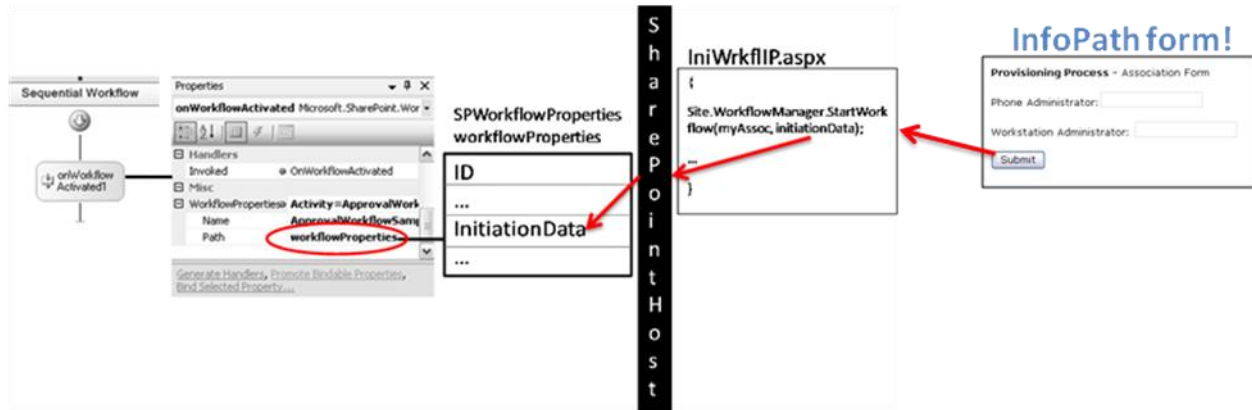 Sequential Workflow
onWorkflow
Activated1
Properties
onWorkflowActivated Microsoft.SharePoint.Wor
Handlers
Invoked OnWorkflowActivated
Misc
WorkflowProperties Activity=ApprovalWork
Name ApprovalWorkflowSamp
Path workflowProperties
Generate Handlers, Promote Bindable Properties,
Bind Selected Property...
SPWorkflowProperties
workflowProperties
ID
...
InitiationData
...
SharePointHost
IniWrkflIP.aspx
{
Site.WorkflowManager.StartWork
flow(myAssoc, initiationData);
...
}
InfoPath form!
Provisioning Process - Association Form
Phone Administrator:
Workstation Administrator:
Submit